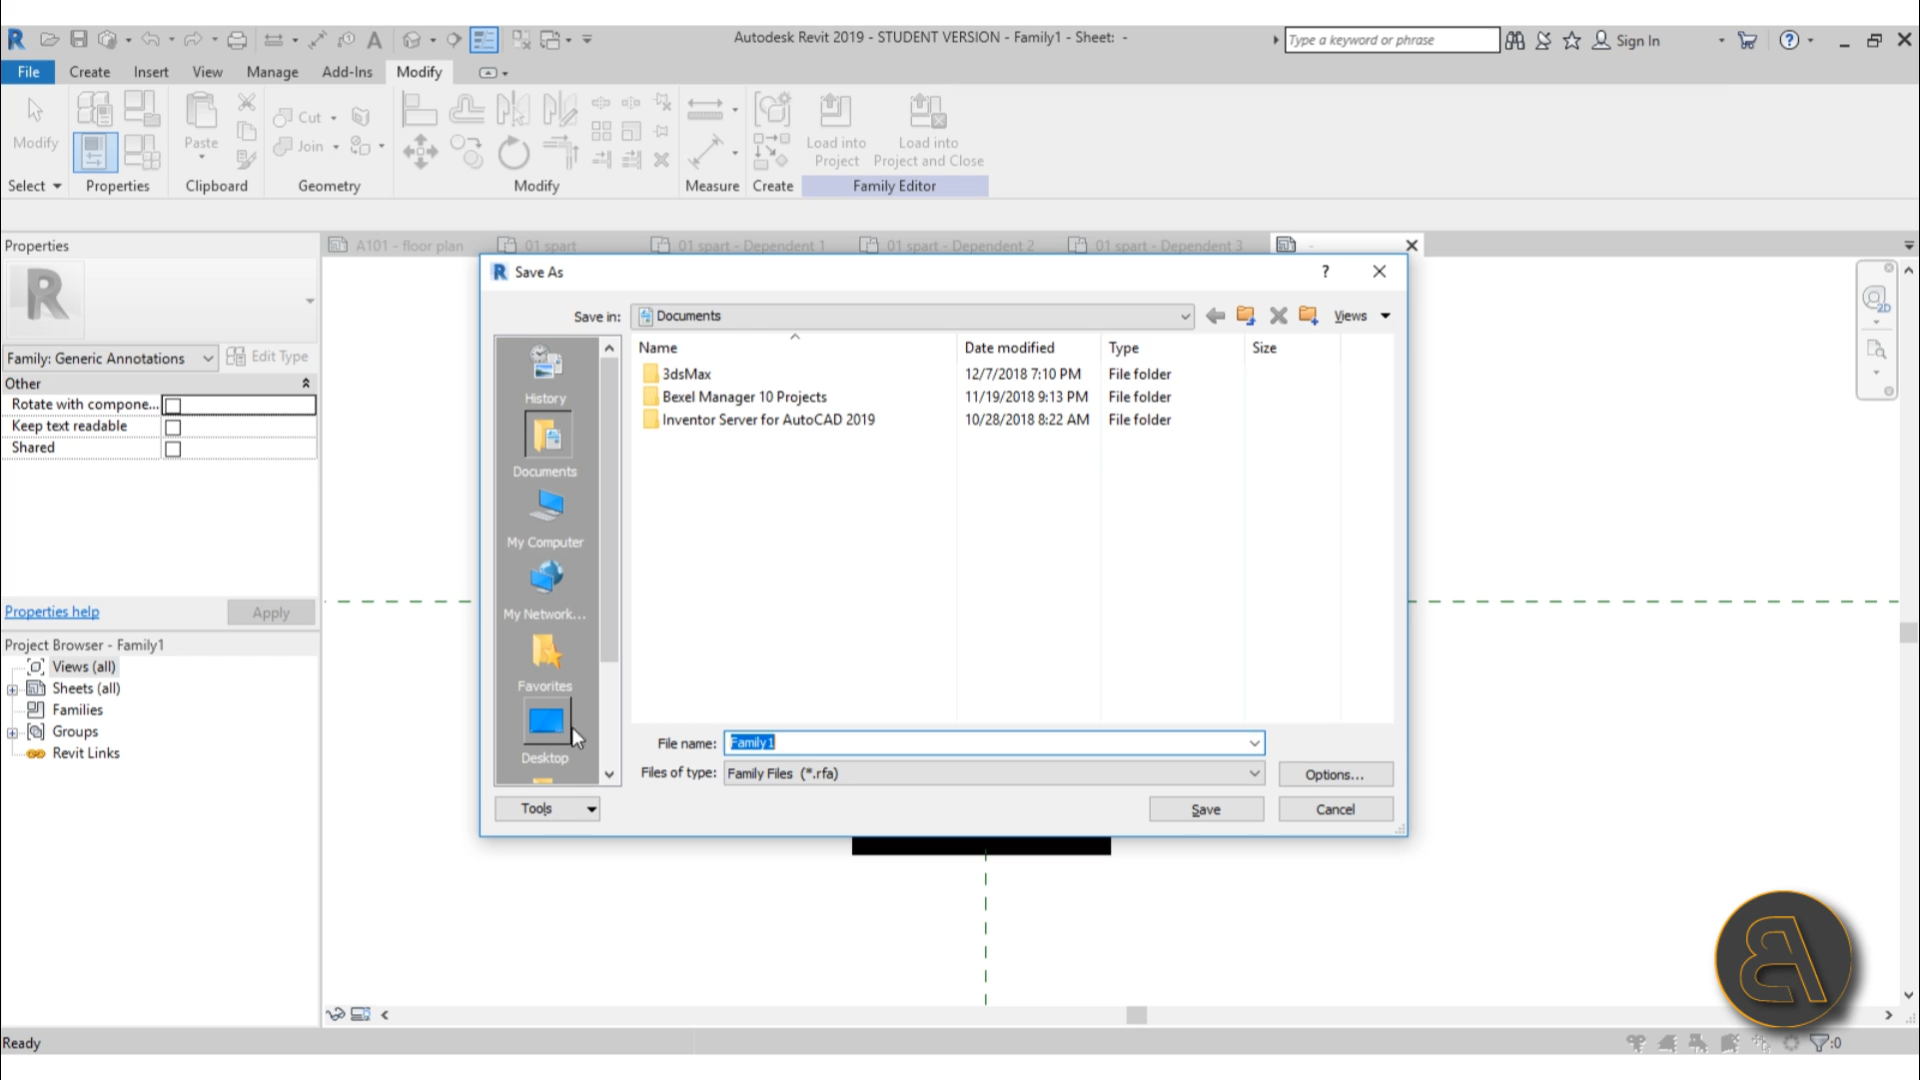 Autodesk Revit 2019 - STUDENT VERSION - Family1 - Sheet: -
Type a keyword or phrase
Sign In
File Create Insert View Manage Add-Ins Modify
Modify
Paste
Cut
Join
Load into Project
Load into Project and Close
Select Properties Clipboard Geometry Modify Measure Create Family Editor
Properties
A101 - floor plan
01 spart
01 spart - Dependent 1
01 spart - Dependent 2
01 spart - Dependent 3
-
Family: Generic Annotations
Edit Type
Other
Rotate with compone...
Keep text readable
Shared
Properties help
Apply
Project Browser - Family1
Views (all)
Sheets (all)
Families
Groups
Revit Links
Save As
Save in: Documents
Views
Name Date modified Type Size
3dsMax 12/7/2018 7:10 PM File folder
Bexel Manager 10 Projects 11/19/2018 9:13 PM File folder
Inventor Server for AutoCAD 2019 10/28/2018 8:22 AM File folder
History
Documents
My Computer
My Network...
Favorites
Desktop
File name: Family1
Files of type: Family Files (*.rfa)
Options...
Tools
Save
Cancel
2D
Ready
:0